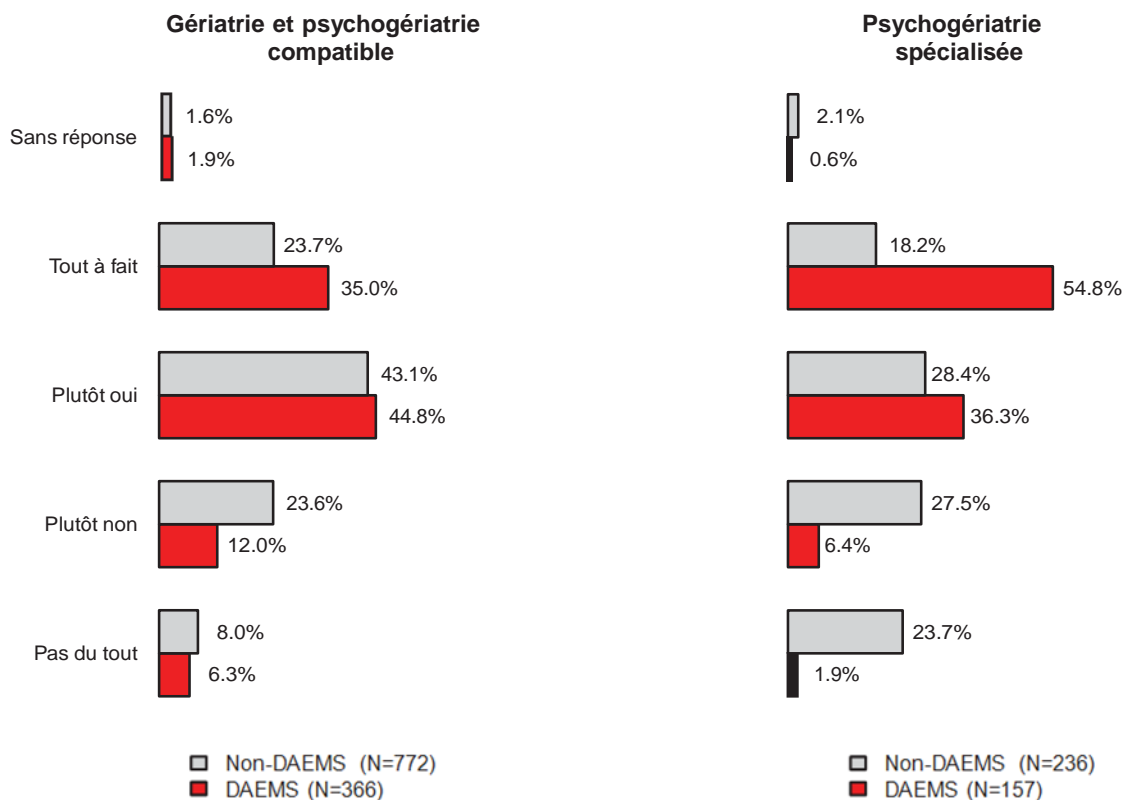 Gériatrie et psychogériatrie
compatible
Psychogériatrie
spécialisée
Sans réponse
1.6%
1.9%
2.1%
0.6%
Tout à fait
23.7%
35.0%
18.2%
54.8%
Plutôt oui
43.1%
44.8%
28.4%
36.3%
Plutôt non
23.6%
12.0%
27.5%
6.4%
Pas du tout
8.0%
6.3%
23.7%
1.9%
Non-DAEMS (N=772)
DAEMS (N=366)
Non-DAEMS (N=236)
DAEMS (N=157)